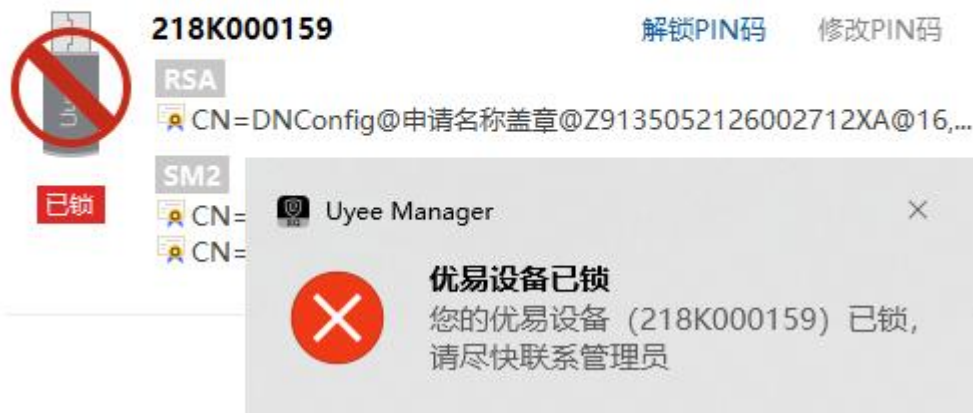 218K000159 解锁PIN码 修改PIN码
RSA
CN=DNConfig@申请名称盖章@Z9135052126002712XA@16,...
SM2
已锁
CN=
CN=
Uyee Manager
优易设备已锁
您的优易设备（218K000159）已锁，
请尽快联系管理员